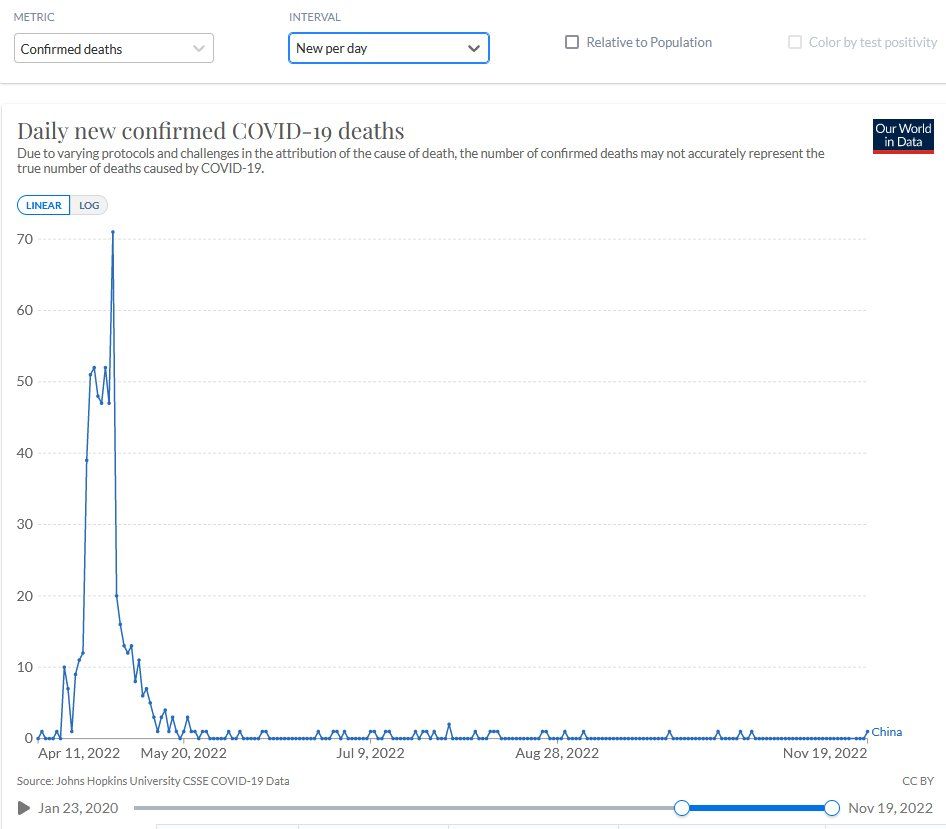 METRIC
INTERVAL
Confirmed deaths
New per day
Relative to Population
Color by test positivity
Daily new confirmed COVID-19 deaths
Due to varying protocols and challenges in the attribution of the cause of death, the number of confirmed deaths may not accurately represent the
true number of deaths caused by COVID-19.
Our World
in Data
LINEAR
LOG
70
60
50
40
30
20
10
0
China
Apr 11, 2022
May 20, 2022
Jul 9, 2022
Aug 28, 2022
Nov 19, 2022
Source: Johns Hopkins University CSSE COVID-19 Data
CC BY
Jan 23, 2020
Nov 19, 2022